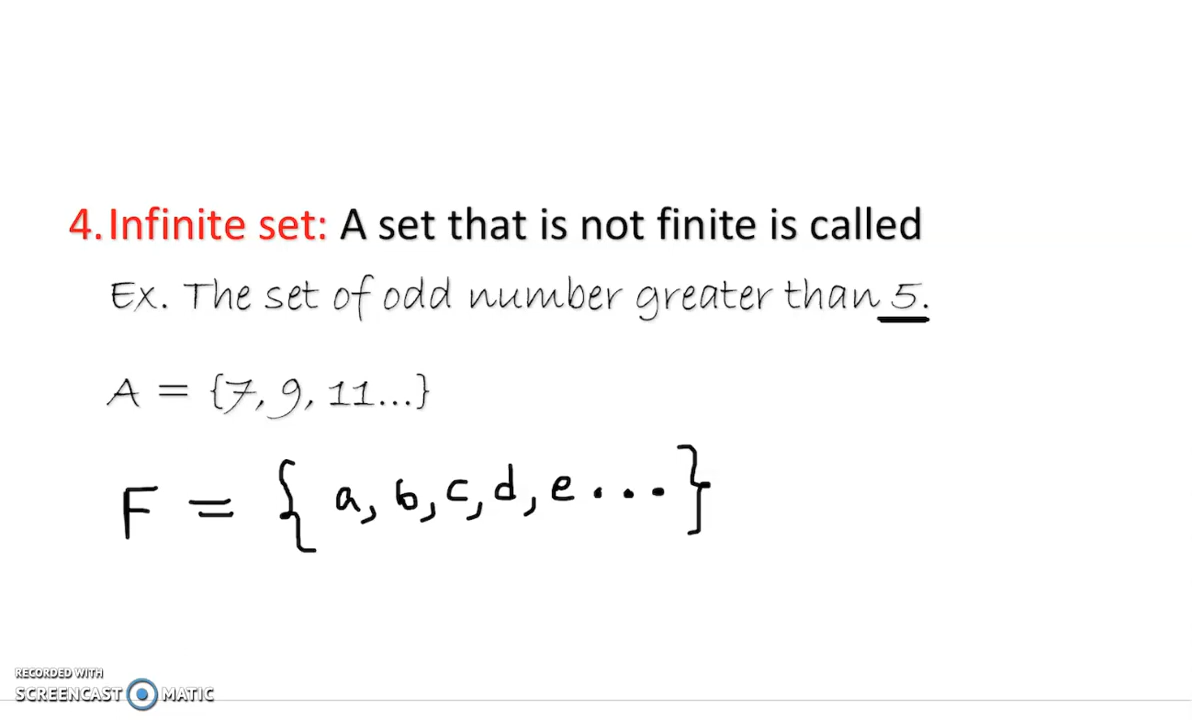 4. Infinite set: A set that is not finite is called
Ex. The set of odd number greater than 5.
A = {7, 9, 11...}
F = { a, b, c, d, e ... }
RECORDED WITH
SCREENCAST MATIC